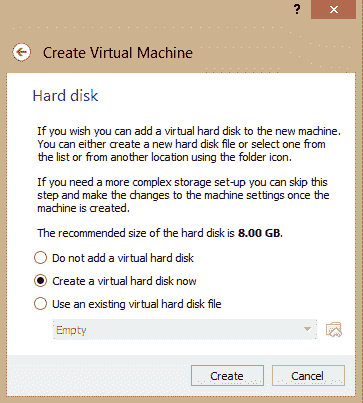 ?
Create Virtual Machine
Hard disk
If you wish you can add a virtual hard disk to the new machine.
You can either create a new hard disk file or select one from
the list or from another location using the folder icon.
If you need a more complex storage set-up you can skip this
step and make the changes to the machine settings once the
machine is created.
The recommended size of the hard disk is 8.00 GB.
Do not add a virtual hard disk
Create a virtual hard disk now
Use an existing virtual hard disk file
Empty
Create Cancel